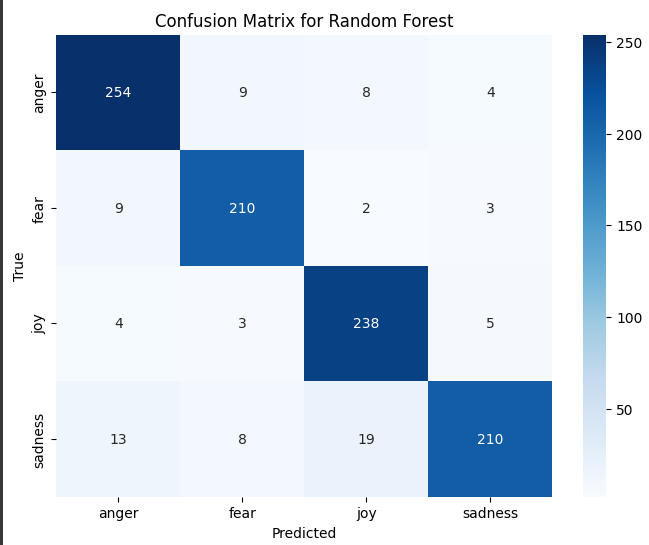 Confusion Matrix for Random Forest
anger 254 9 8 4
fear 9 210 2 3
joy 4 3 238 5
sadness 13 8 19 210
anger fear joy sadness
True
Predicted
250
200
150
100
50